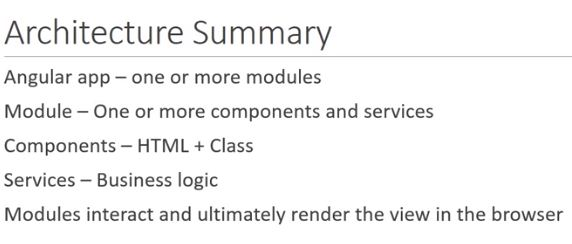 Architecture Summary
Angular app – one or more modules
Module – One or more components and services
Components – HTML + Class
Services – Business logic
Modules interact and ultimately render the view in the browser